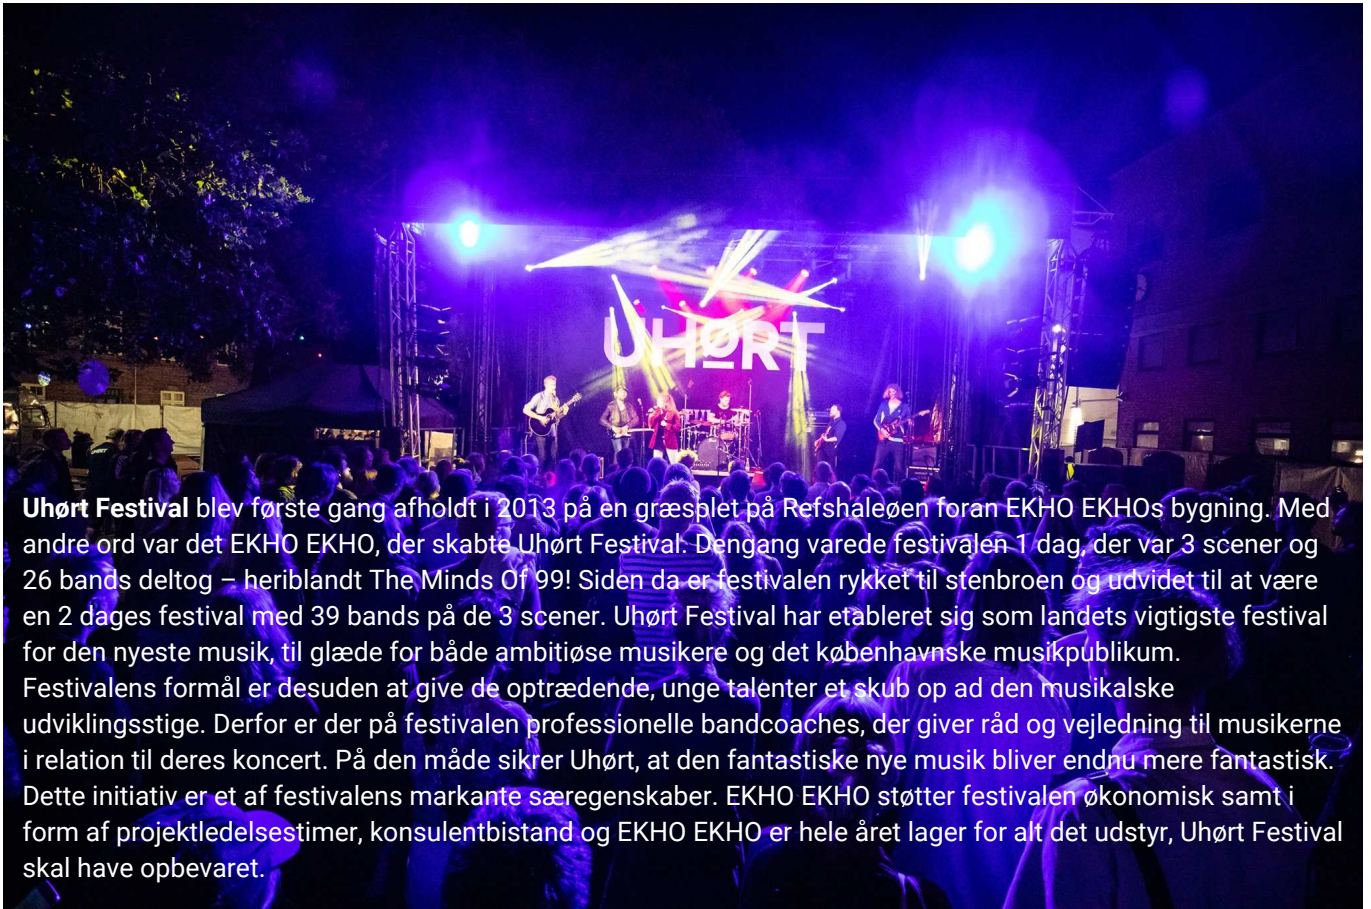 UHØRT
Uhørt Festival blev første gang afholdt i 2013 på en græsplet på Refshaleøen foran EKHO EKHOs bygning. Med
andre ord var det EKHO EKHO, der skabte Uhørt Festival. Dengang varede festivalen 1 dag, der var 3 scener og
26 bands deltog – heriblandt The Minds Of 99! Siden da er festivalen rykket til stenbroen og udvidet til at være
en 2 dages festival med 39 bands på de 3 scener. Uhørt Festival har etableret sig som landets vigtigste festival
for den nyeste musik, til glæde for både ambitiøse musikere og det københavnske musikpublikum.
Festivalens formål er desuden at give de optrædende, unge talenter et skub op ad den musikalske
udviklingsstige. Derfor er der på festivalen professionelle bandcoaches, der giver råd og vejledning til musikerne
i relation til deres koncert. På den måde sikrer Uhørt, at den fantastiske nye musik bliver endnu mere fantastisk.
Dette initiativ er et af festivalens markante særegenskaber. EKHO EKHO støtter festivalen økonomisk samt i
form af projektledelsestimer, konsulentbistand og EKHO EKHO er hele året lager for alt det udstyr, Uhørt Festival
skal have opbevaret.